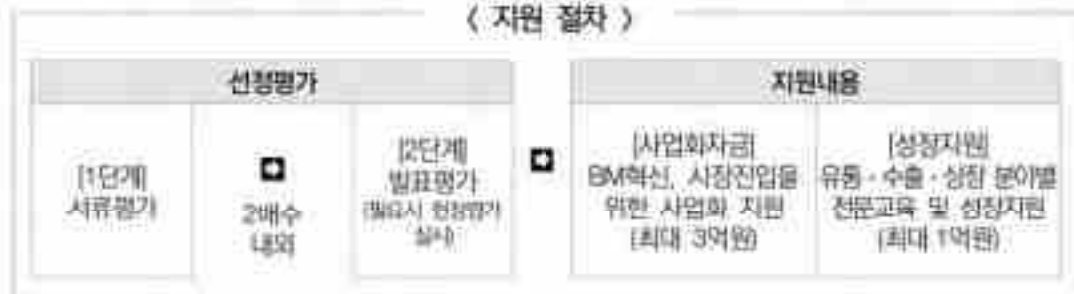 < 지원 절차 >
선정평가
[1단계]
서류평가
2배수
내외
[2단계]
발표평가
(필요시 현장평가
실시)
지원내용
[사업화자금]
BM혁신, 시장진입을
위한 사업화 지원
(최대 3억원)
[성장지원]
유통·수출·상장 분야별
전문교육 및 성장지원
(최대 1억원)